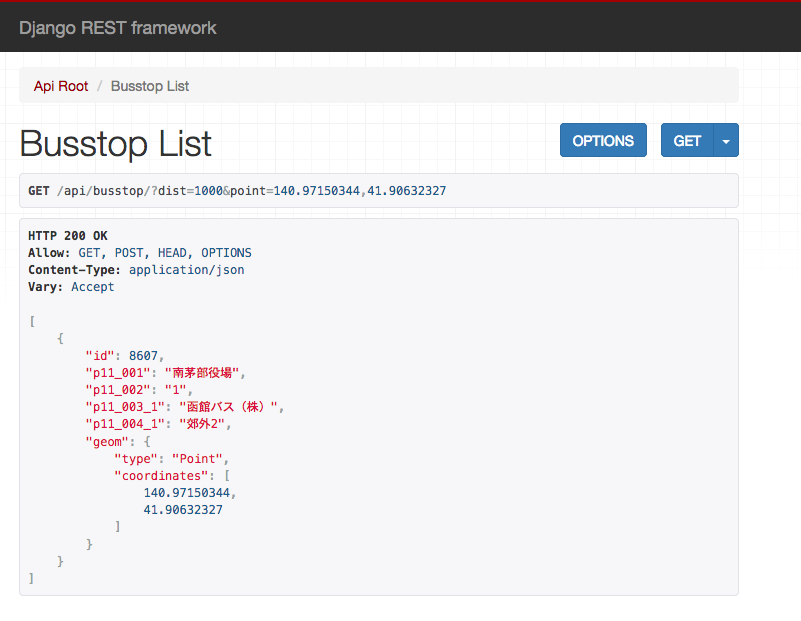 Django REST framework
Api Root / Busstop List
Busstop List
OPTIONS
GET
GET /api/busstop/?dist=1000&point=140.97150344,41.90632327
HTTP 200 OK
Allow: GET, POST, HEAD, OPTIONS
Content-Type: application/json
Vary: Accept
[
    {
        "id": 8607,
        "p11_001": "南茅部役場",
        "p11_002": "1",
        "p11_003_1": "函館バス（株）",
        "p11_004_1": "郊外2",
        "geom": {
            "type": "Point",
            "coordinates": [
                140.97150344,
                41.90632327
            ]
        }
    }
]